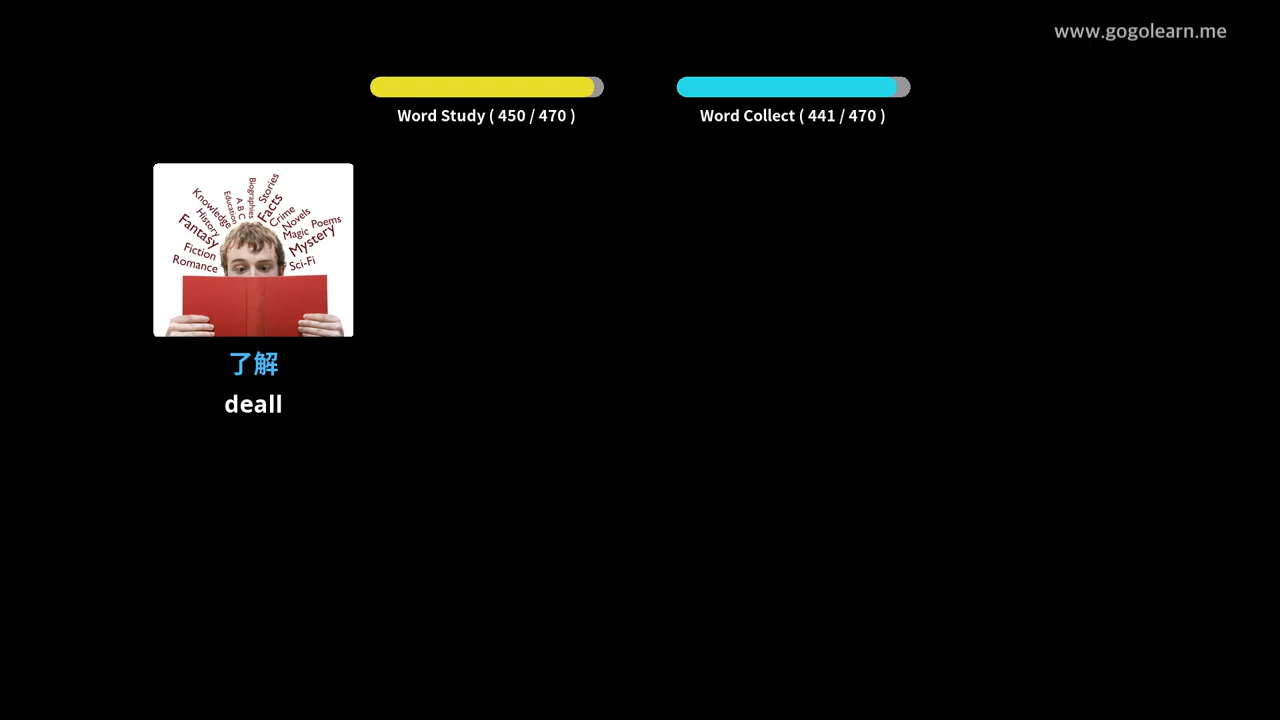 www.gogolearn.me
Word Study ( 450 / 470 )
Word Collect ( 441 / 470 )
Knowledge
History
Fantasy
Fiction
Romance
Education
A B C
Biographies
Stories
Facts
Crime
Novels
Magic
Poems
Mystery
Sci-Fi
了解
deall